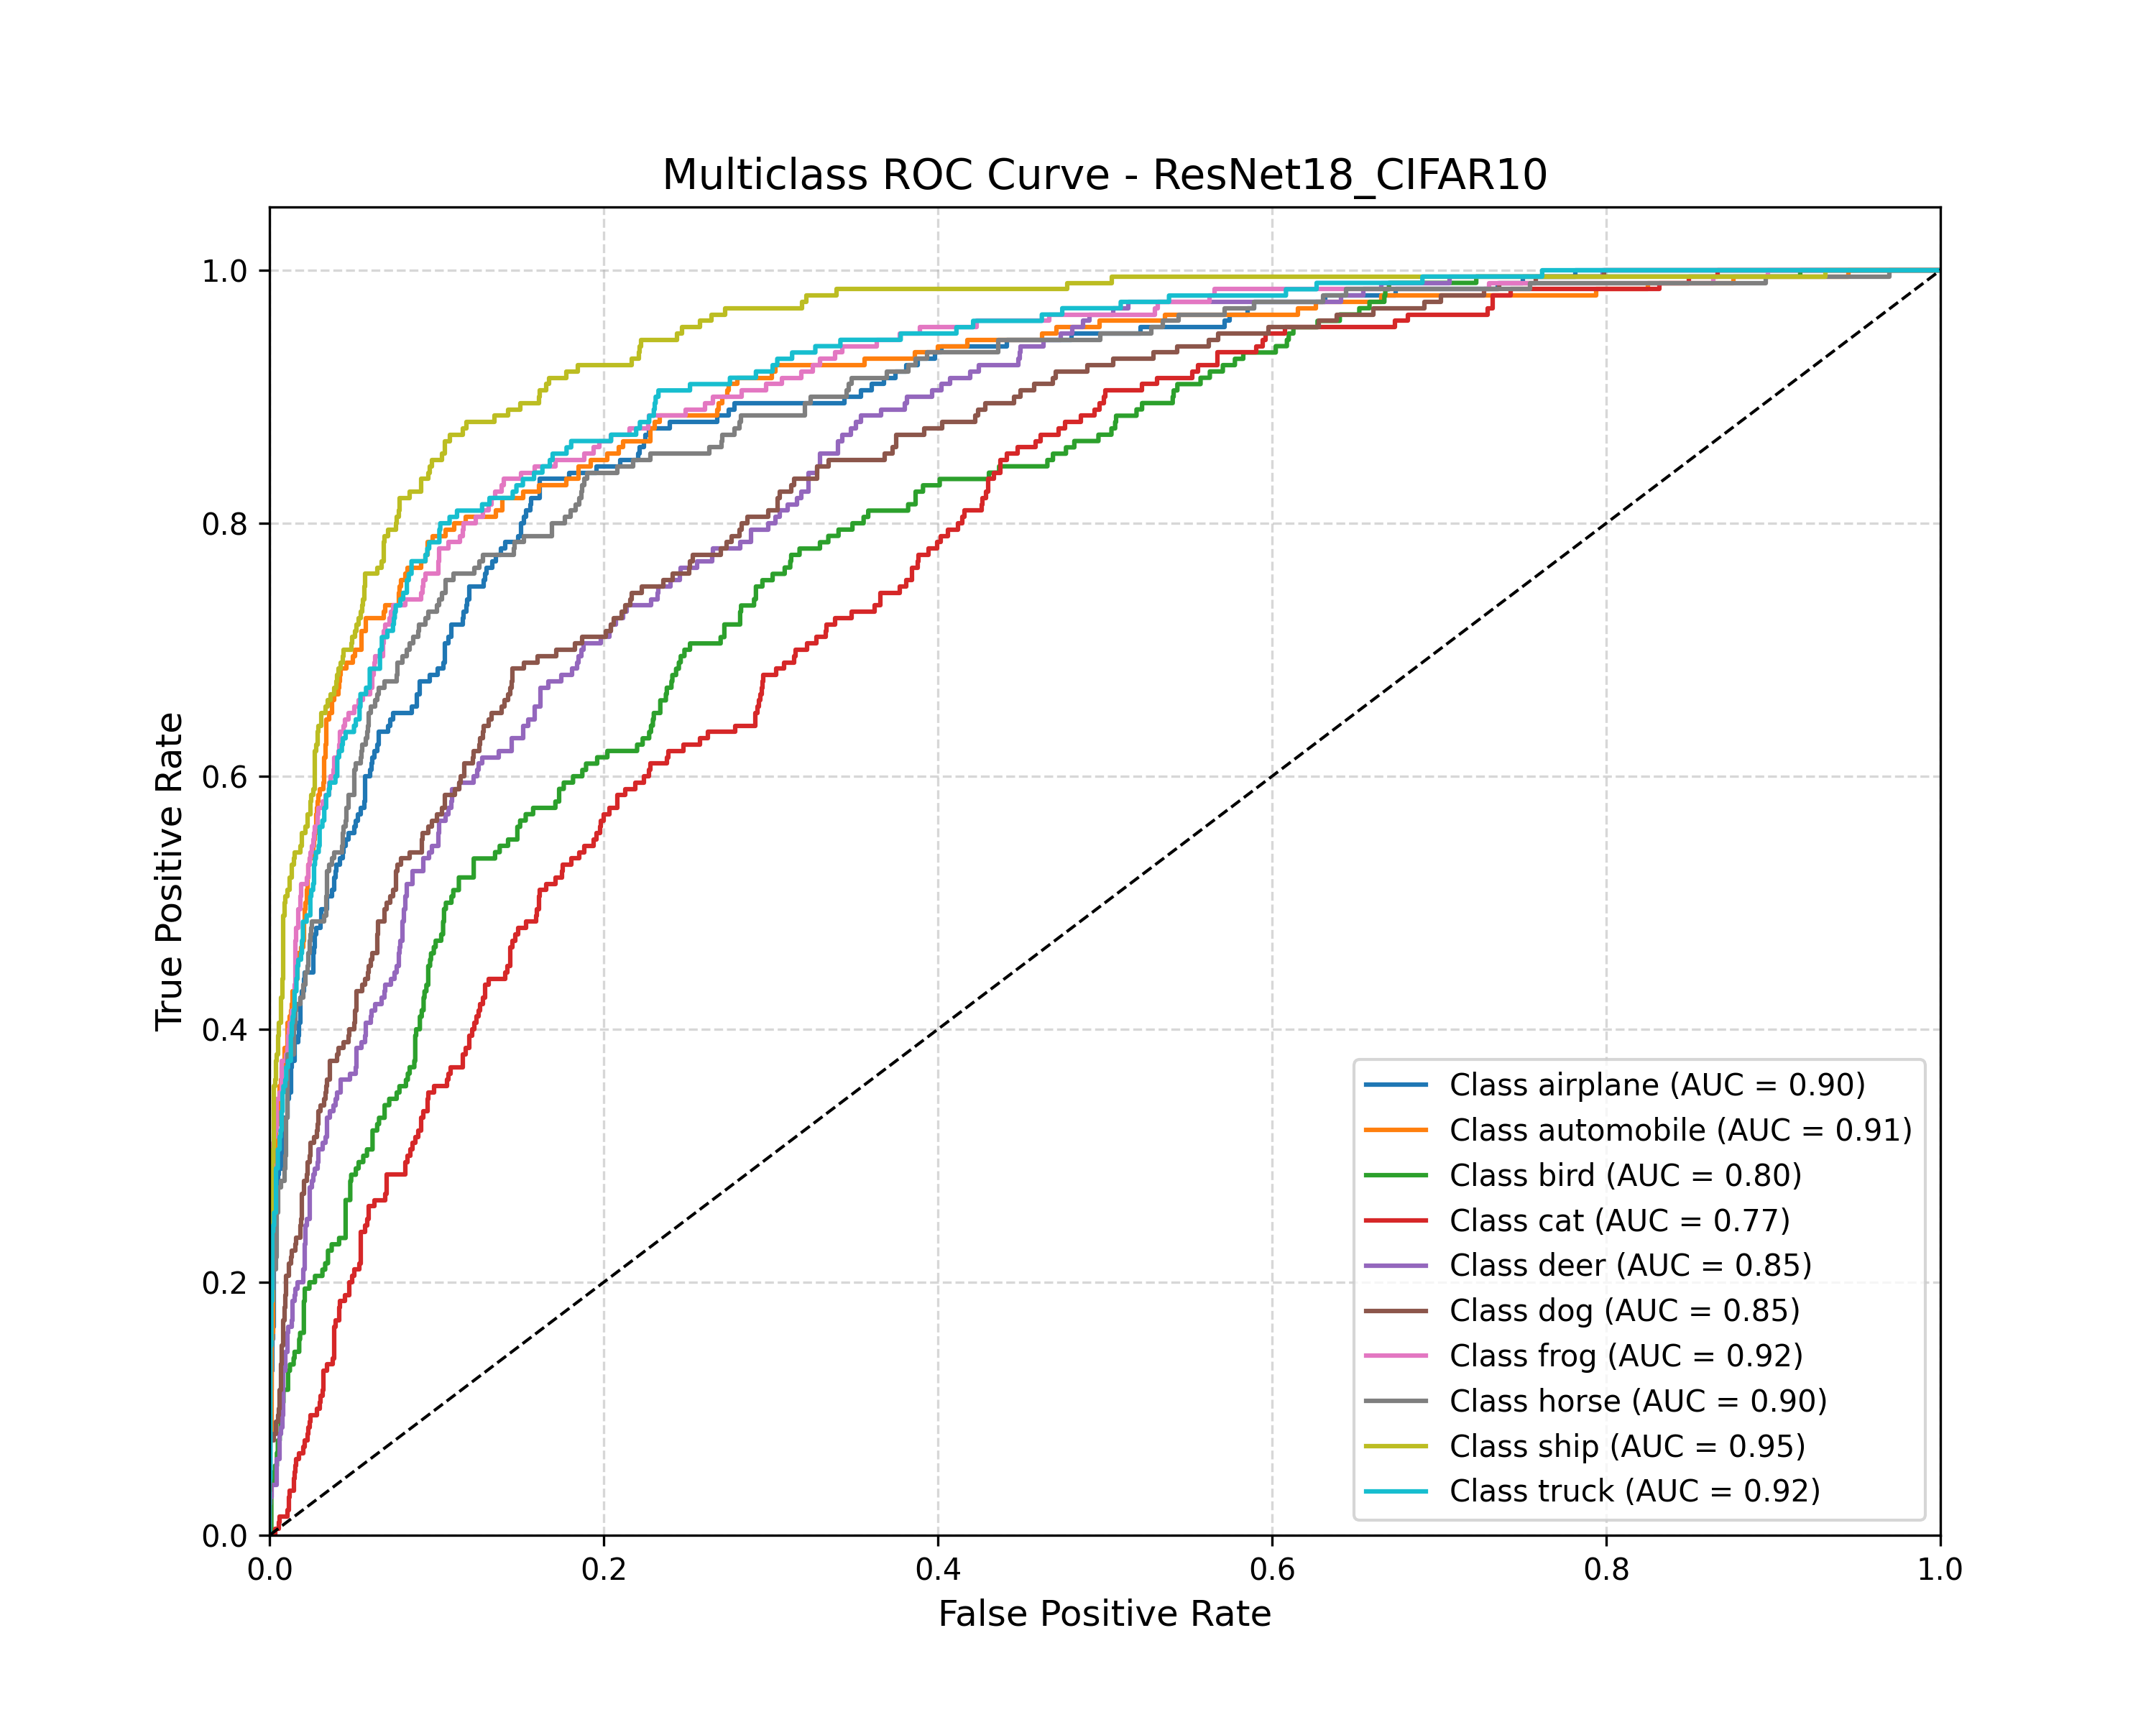 Multiclass ROC Curve - ResNet18_CIFAR10
True Positive Rate
1.0
0.8
0.6
0.4
0.2
0.0
0.0 0.2 0.4 0.6 0.8 1.0
False Positive Rate
Class airplane (AUC = 0.90)
Class automobile (AUC = 0.91)
Class bird (AUC = 0.80)
Class cat (AUC = 0.77)
Class deer (AUC = 0.85)
Class dog (AUC = 0.85)
Class frog (AUC = 0.92)
Class horse (AUC = 0.90)
Class ship (AUC = 0.95)
Class truck (AUC = 0.92)